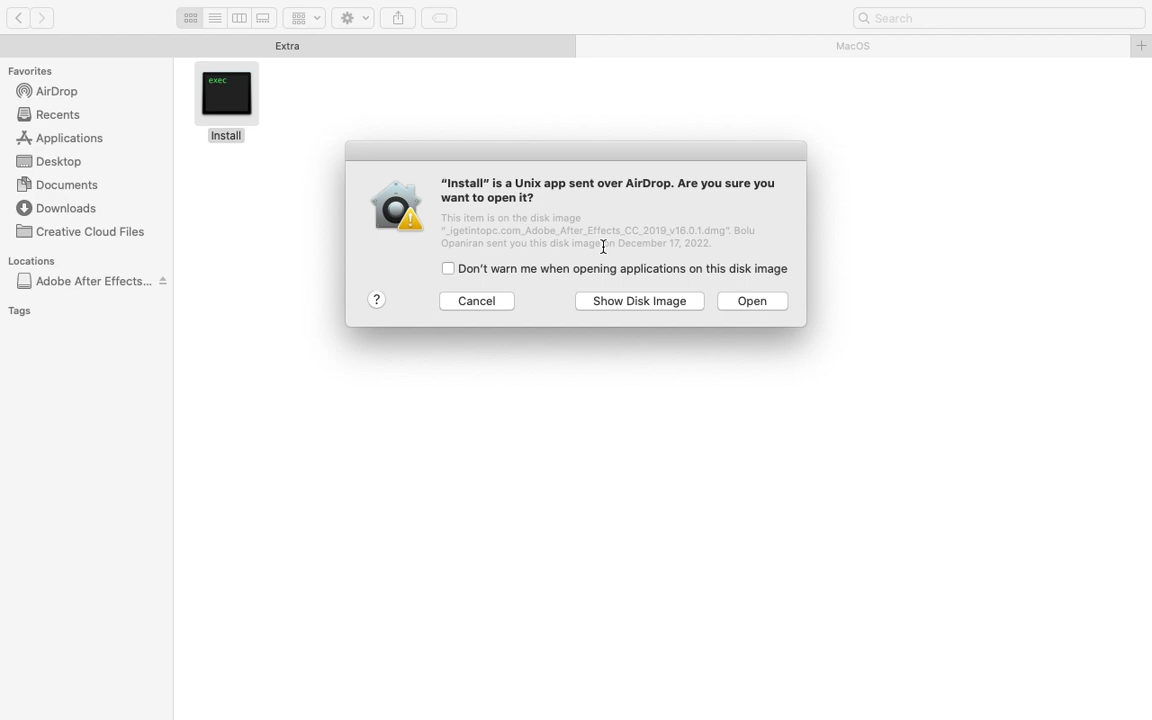 Search
Extra
MacOS
Favorites
AirDrop
Recents
Applications
Desktop
Documents
Downloads
Creative Cloud Files
Locations
Adobe After Effects...
Tags
exec
Install
“Install” is a Unix app sent over AirDrop. Are you sure you
want to open it?
This item is on the disk image
“_igetintopc.com_Adobe_After_Effects_CC_2019_v16.0.1.dmg”. Bolu
Opaniran sent you this disk image on December 17, 2022.
Don’t warn me when opening applications on this disk image
?
Cancel
Show Disk Image
Open